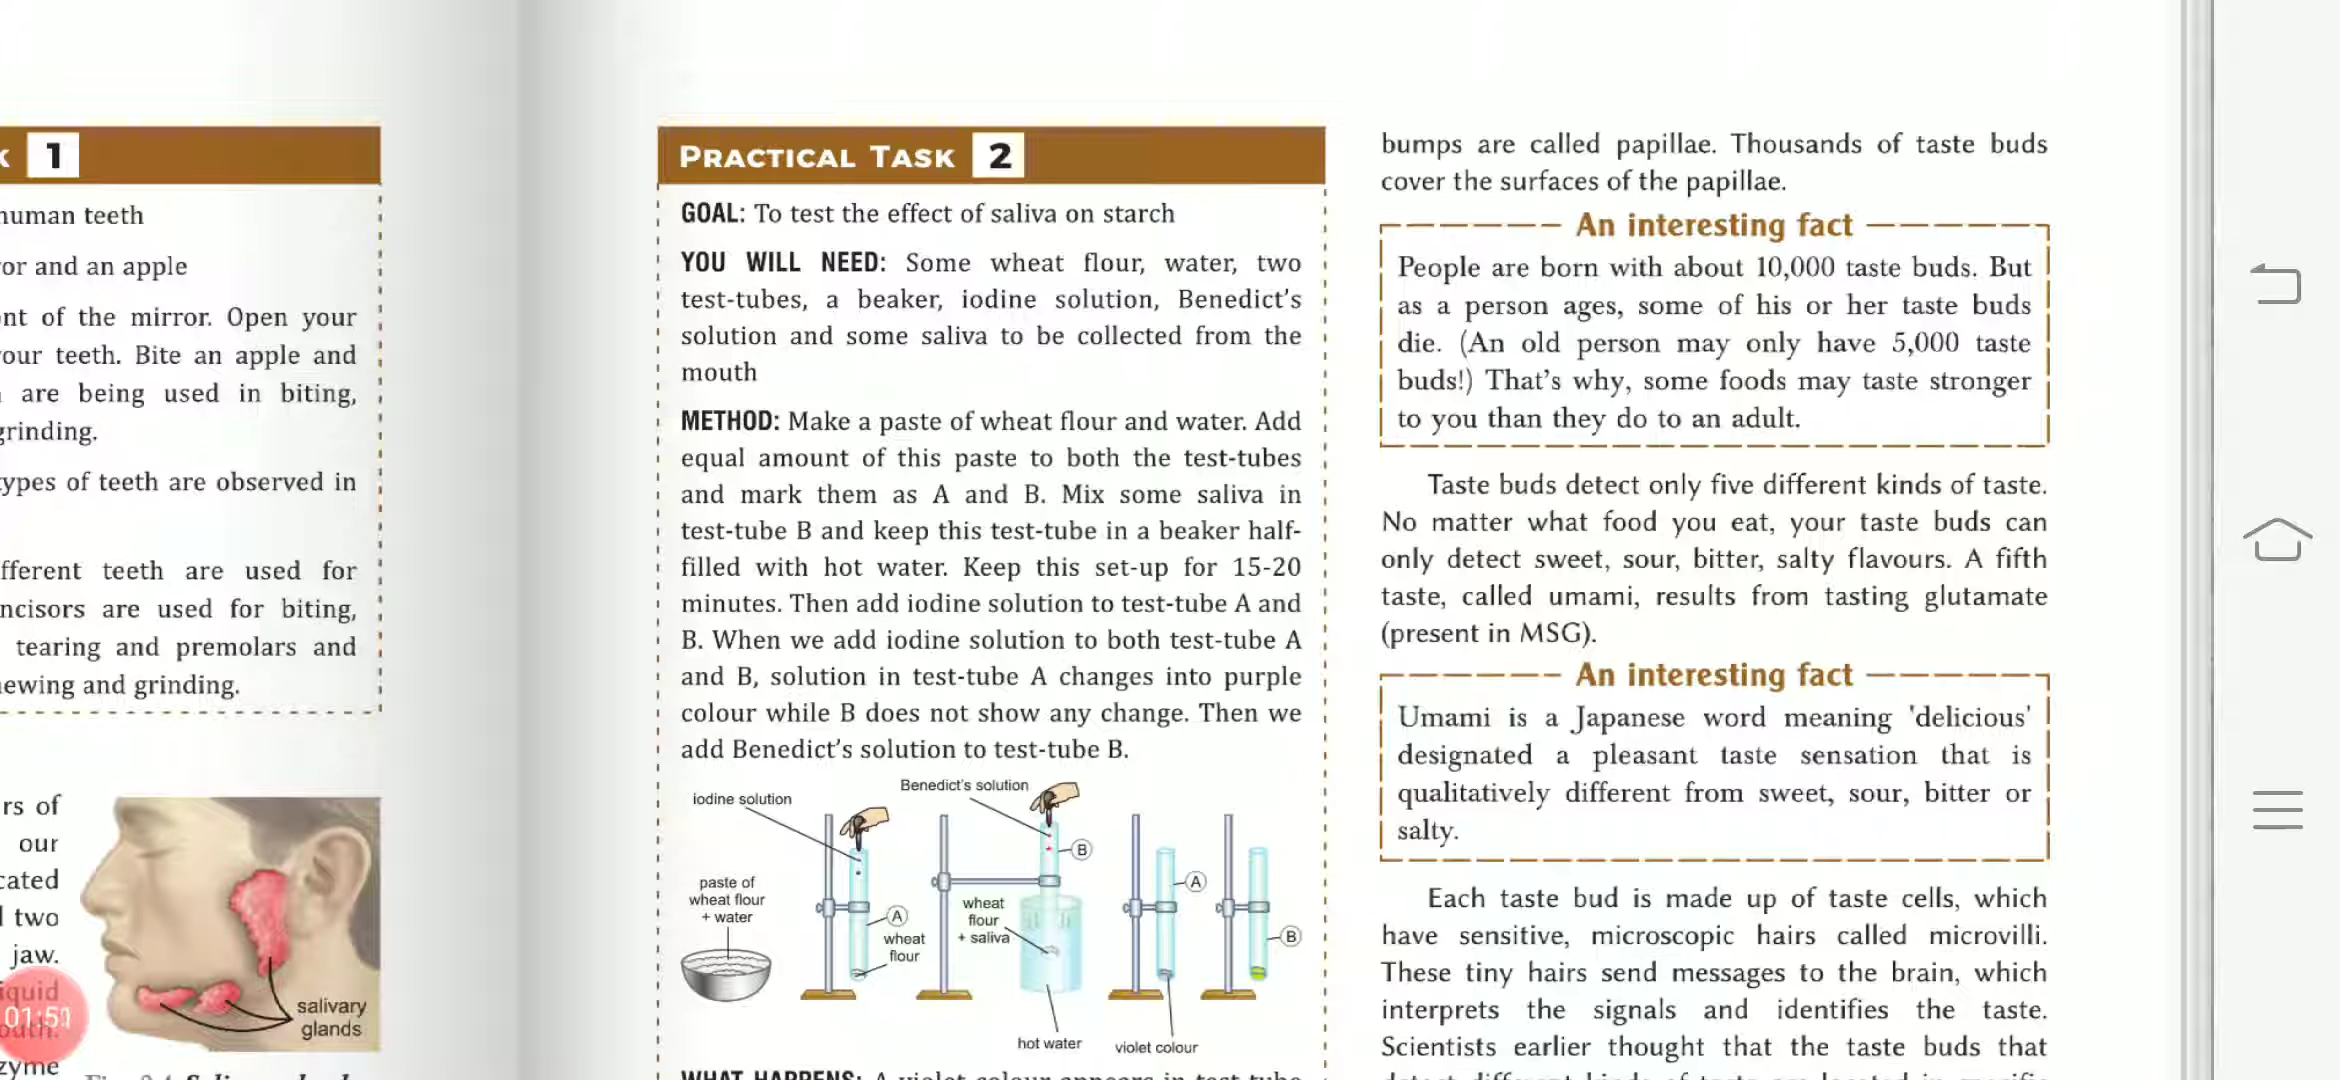 1
human teeth
or and an apple
nt of the mirror. Open your
your teeth. Bite an apple and
are being used in biting,
grinding.
types of teeth are observed in
fferent teeth are used for
ncisors are used for biting,
tearing and premolars and
ewing and grinding.
rs of
our
cated
two
jaw.
iquid
01:51
outh.
zyme
salivary
glands
PRACTICAL TASK 2
GOAL: To test the effect of saliva on starch
YOU WILL NEED: Some wheat flour, water, two
test-tubes, a beaker, iodine solution, Benedict's
solution and some saliva to be collected from the
mouth
METHOD: Make a paste of wheat flour and water. Add
equal amount of this paste to both the test-tubes
and mark them as A and B. Mix some saliva in
test-tube B and keep this test-tube in a beaker half-
filled with hot water. Keep this set-up for 15-20
minutes. Then add iodine solution to test-tube A and
B. When we add iodine solution to both test-tube A
and B, solution in test-tube A changes into purple
colour while B does not show any change. Then we
add Benedict's solution to test-tube B.
iodine solution
Benedict's solution
B
paste of
wheat flour
+ water
A
wheat
flour
wheat
flour
+ saliva
A
B
hot water
violet colour
WHAT HAPPENS: A violet colour appears in test-tube
bumps are called papillae. Thousands of taste buds
cover the surfaces of the papillae.
An interesting fact
People are born with about 10,000 taste buds. But
as a person ages, some of his or her taste buds
die. (An old person may only have 5,000 taste
buds!) That's why, some foods may taste stronger
to you than they do to an adult.
Taste buds detect only five different kinds of taste.
No matter what food you eat, your taste buds can
only detect sweet, sour, bitter, salty flavours. A fifth
taste, called umami, results from tasting glutamate
(present in MSG).
An interesting fact
Umami is a Japanese word meaning 'delicious'
designated a pleasant taste sensation that is
qualitatively different from sweet, sour, bitter or
salty.
Each taste bud is made up of taste cells, which
have sensitive, microscopic hairs called microvilli.
These tiny hairs send messages to the brain, which
interprets the signals and identifies the taste.
Scientists earlier thought that the taste buds that